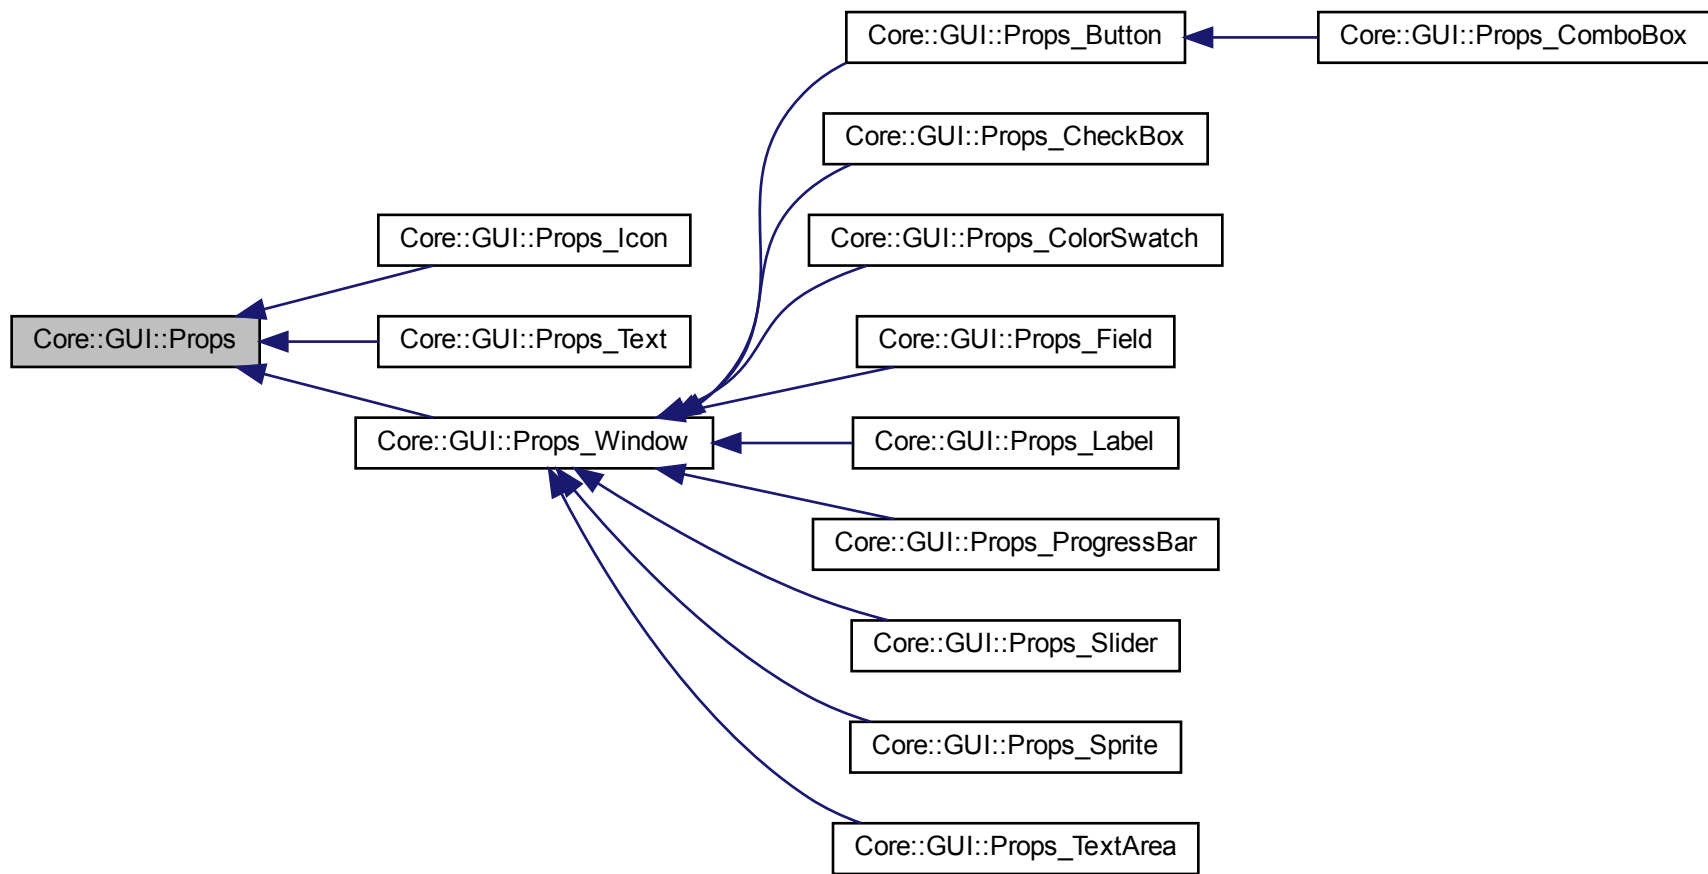 Core::GUI::Props_Button
Core::GUI::Props_ComboBox
Core::GUI::Props_CheckBox
Core::GUI::Props_Icon
Core::GUI::Props_ColorSwatch
Core::GUI::Props
Core::GUI::Props_Text
Core::GUI::Props_Field
Core::GUI::Props_Window
Core::GUI::Props_Label
Core::GUI::Props_ProgressBar
Core::GUI::Props_Slider
Core::GUI::Props_Sprite
Core::GUI::Props_TextArea